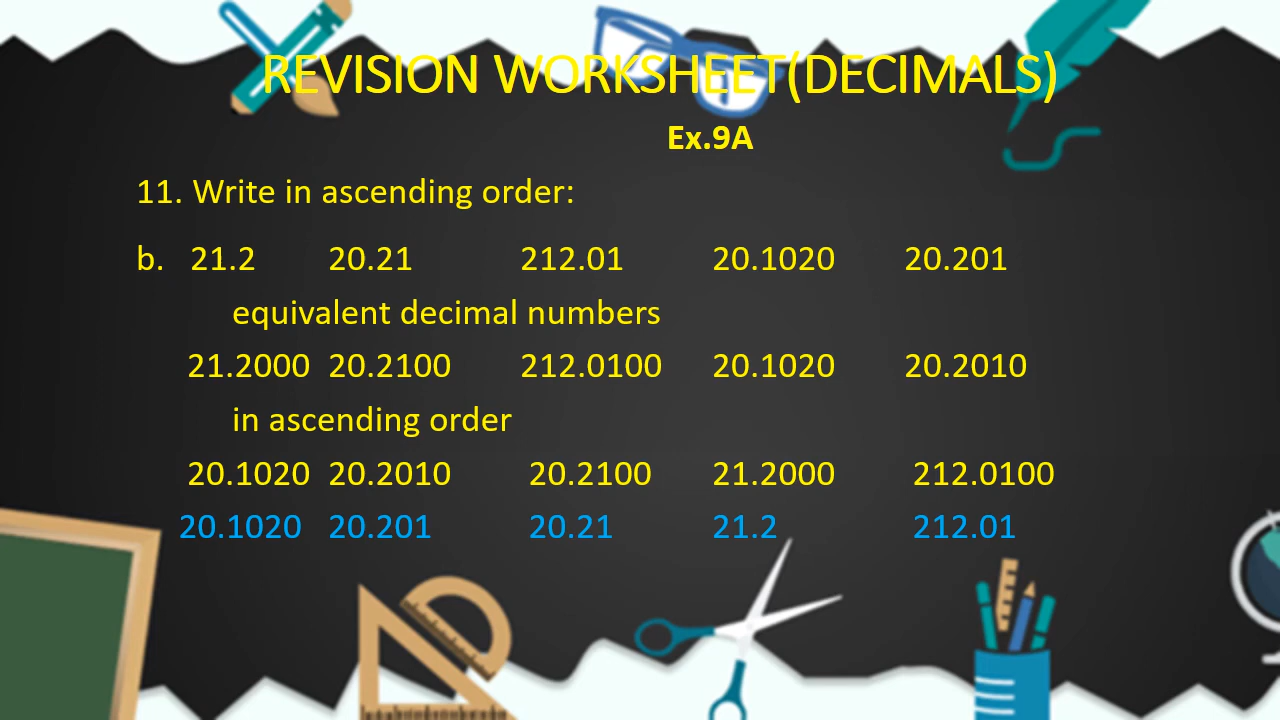 REVISION WORKSHEET(DECIMALS)
Ex.9A
11. Write in ascending order:
b. 21.2 20.21 212.01 20.1020 20.201
equivalent decimal numbers
21.2000 20.2100 212.0100 20.1020 20.2010
in ascending order
20.1020 20.2010 20.2100 21.2000 212.0100
20.1020 20.201 20.21 21.2 212.01